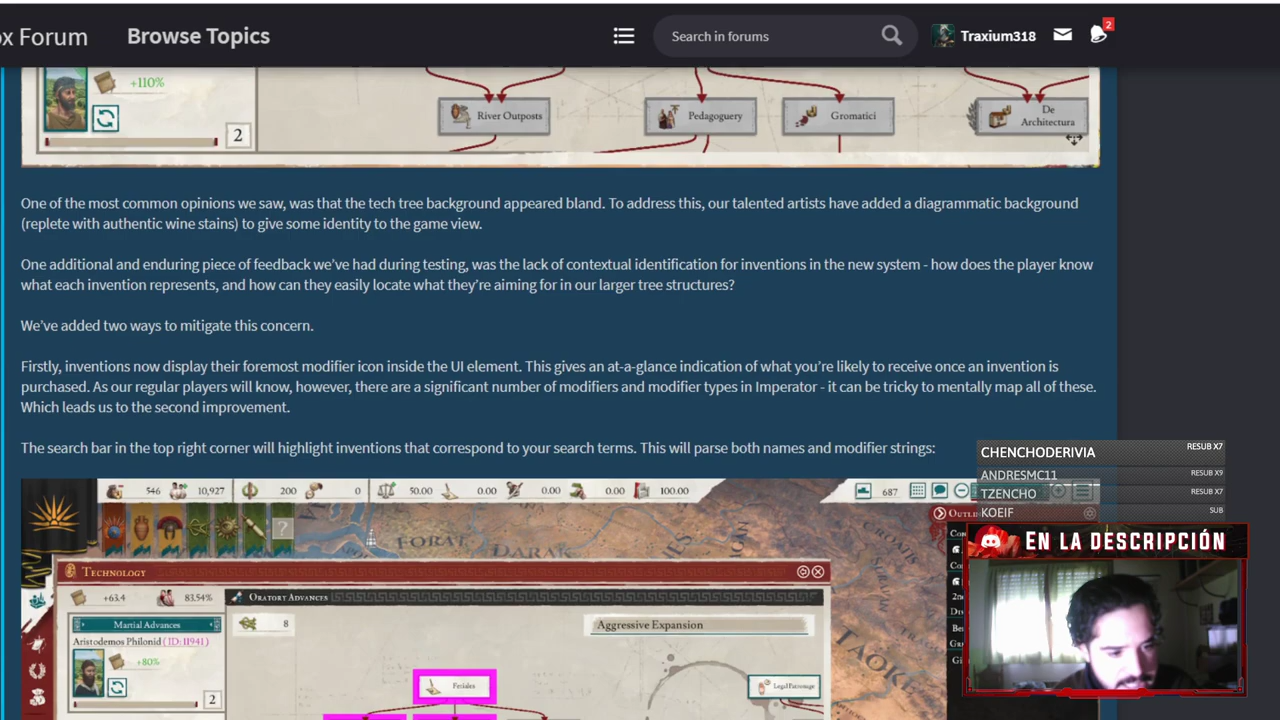 ox Forum
Browse Topics
Search in forums
Traxium318
2
+110%
2
River Outposts
Pedagoguery
Gromatici
De
Architectura
One of the most common opinions we saw, was that the tech tree background appeared bland. To address this, our talented artists have added a diagrammatic background
(replete with authentic wine stains) to give some identity to the game view.
One additional and enduring piece of feedback we've had during testing, was the lack of contextual identification for inventions in the new system - how does the player know
what each invention represents, and how can they easily locate what they're aiming for in our larger tree structures?
We've added two ways to mitigate this concern.
Firstly, inventions now display their foremost modifier icon inside the UI element. This gives an at-a-glance indication of what you're likely to receive once an invention is
purchased. As our regular players will know, however, there are a significant number of modifiers and modifier types in Imperator - it can be tricky to mentally map all of these.
Which leads us to the second improvement.
The search bar in the top right corner will highlight inventions that correspond to your search terms. This will parse both names and modifier strings:
CHENCHODERIVIA RESUB X7
ANDRESMC11 RESUB X9
TZENCHO RESUB X7
KOEIF SUB
EN LA DESCRIPCIÓN
546 10,927 200 0 50.00 0.00 0.00 0.00 100.00 687
?
FORAT DARAK
TAOK
TECHNOLOGY
+63.4 83.54%
ORATORY ADVANCES
Martial Advances
8
Aggressive Expansion
Aristodemos Philonid (ID:11941)
+80%
2
Fetiales
Legal Patronage